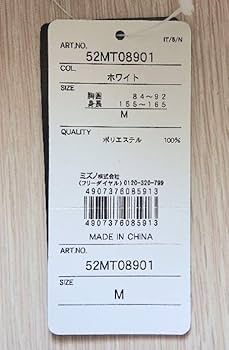 ART.NO. IT/S/N
52MT08901
COL.
ホワイト
SIZE
胸囲 84~92
身長 155~165
M
QUALITY
ポリエステル 100%
ミズノ株式会社
(フリーダイヤル) 0120-320-799
4907376085913
4907376085913
MADE IN CHINA
ART.NO.
52MT08901
SIZE
M